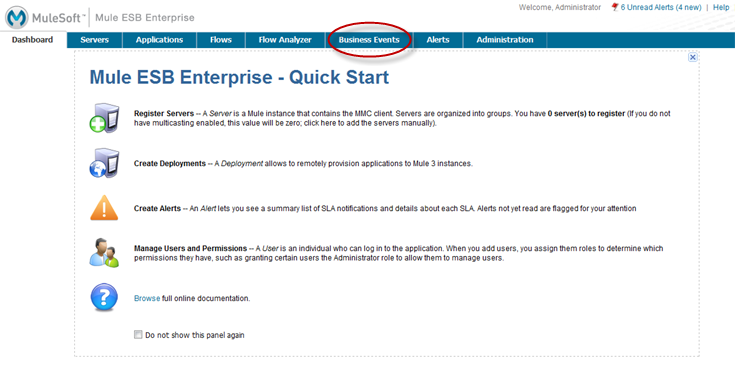 MuleSoft™ Mule ESB Enterprise
Welcome, Administrator 6 Unread Alerts (4 new) | Help
Dashboard Servers Applications Flows Flow Analyzer Business Events Alerts Administration
Mule ESB Enterprise - Quick Start
Register Servers -- A Server is a Mule instance that contains the MMC client. Servers are organized into groups. You have 0 server(s) to register (If you do
not have multicasting enabled, this value will be zero; click here to add the servers manually).
Create Deployments -- A Deployment allows to remotely provision applications to Mule 3 instances.
Create Alerts -- An Alert lets you see a summary list of SLA notifications and details about each SLA. Alerts not yet read are flagged for your attention
Manage Users and Permissions -- A User is an individual who can log in to the application. When you add users, you assign them roles to determine which
permissions they have, such as granting certain users the Administrator role to allow them to manage users.
Browse full online documentation.
Do not show this panel again